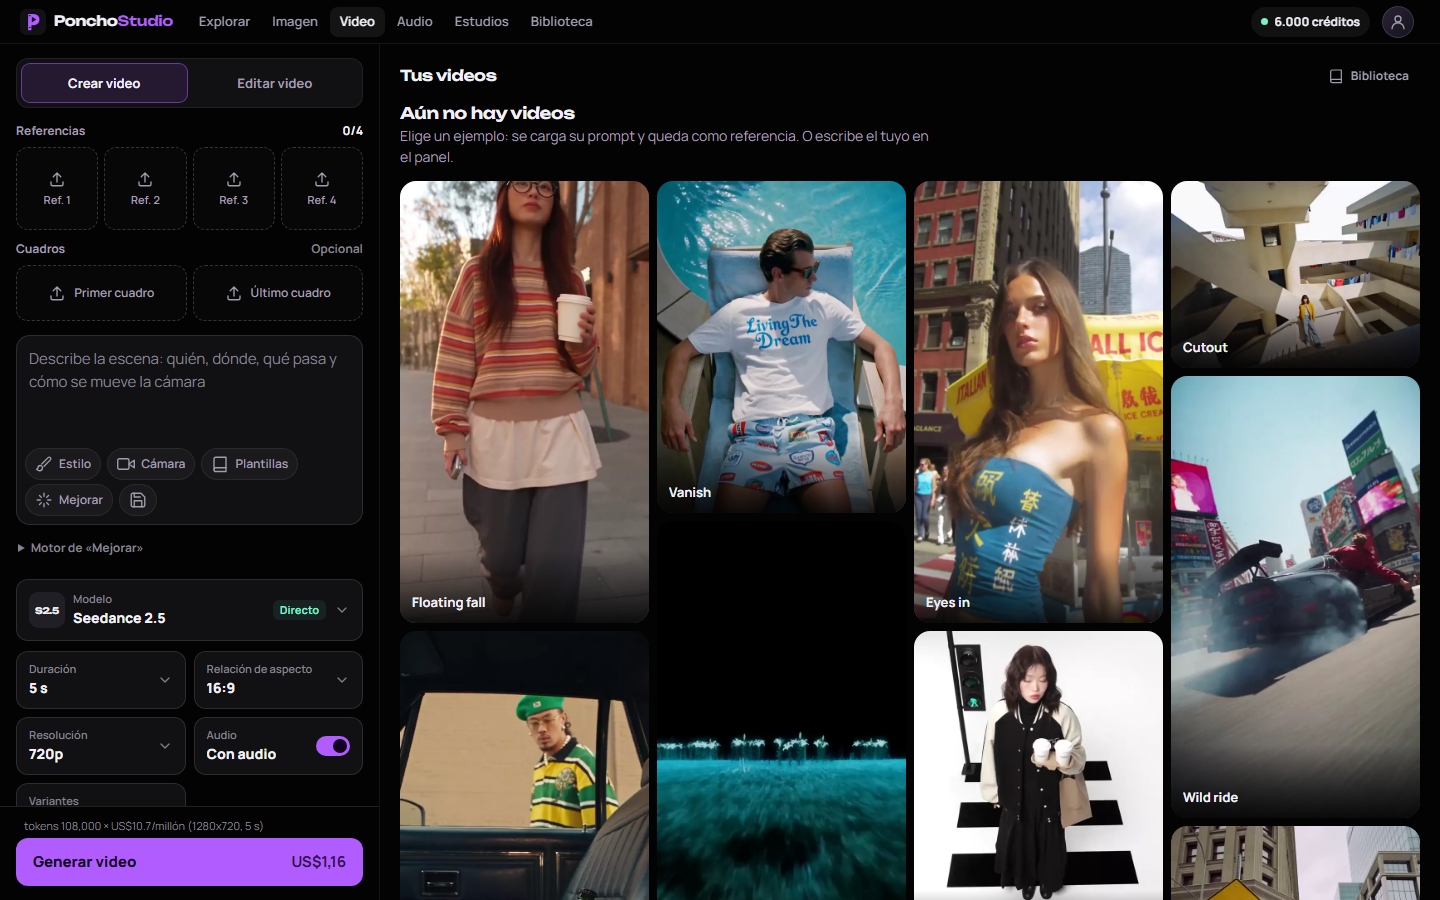 PonchoStudio
Explorar
Imagen
Video
Audio
Estudios
Biblioteca
6.000 créditos
Crear video
Editar video
Referencias
0/4
Ref. 1
Ref. 2
Ref. 3
Ref. 4
Cuadros
Opcional
Primer cuadro
Último cuadro
Describe la escena: quién, dónde, qué pasa y
cómo se mueve la cámara
Estilo
Cámara
Plantillas
Mejorar
Motor de «Mejorar»
S2.5
Modelo
Seedance 2.5
Directo
Duración
5 s
Relación de aspecto
16:9
Resolución
720p
Audio
Con audio
Variantes
tokens 108,000 × US$10.7/millón (1280x720, 5 s)
Generar video
US$1,16
Tus videos
Biblioteca
Aún no hay videos
Elige un ejemplo: se carga su prompt y queda como referencia. O escribe el tuyo en
el panel.
Floating fall
Living The
Dream
Vanish
ALL IC
ITALIAN
ICE CREA
Eyes in
Cutout
Wild ride